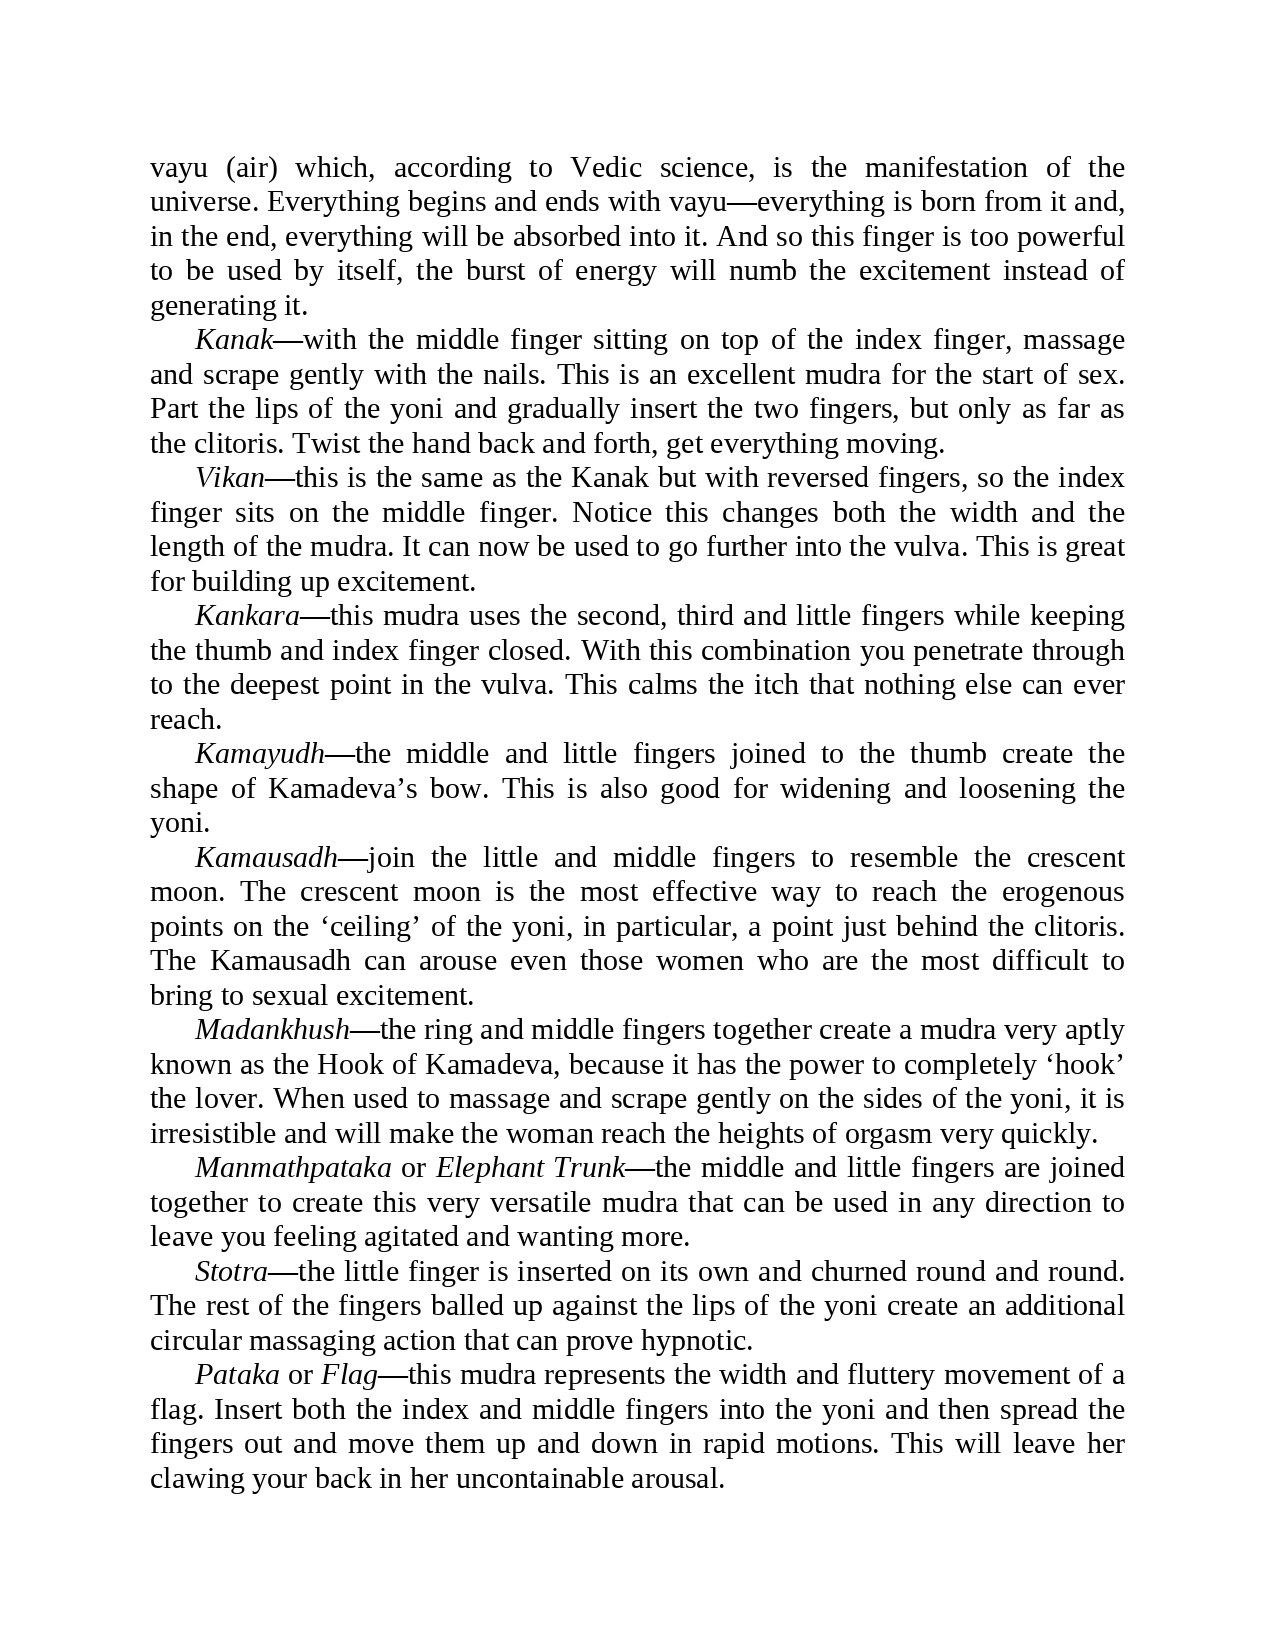 vayu (air) which, according to Vedic science, is the manifestation of the
universe. Everything begins and ends with vayu—everything is born from it and,
in the end, everything will be absorbed into it. And so this finger is too powerful
to be used by itself, the burst of energy will numb the excitement instead of
generating it.
Kanak—with the middle finger sitting on top of the index finger, massage
and scrape gently with the nails. This is an excellent mudra for the start of sex.
Part the lips of the yoni and gradually insert the two fingers, but only as far as
the clitoris. Twist the hand back and forth, get everything moving.
Vikan—this is the same as the Kanak but with reversed fingers, so the index
finger sits on the middle finger. Notice this changes both the width and the
length of the mudra. It can now be used to go further into the vulva. This is great
for building up excitement.
Kankara—this mudra uses the second, third and little fingers while keeping
the thumb and index finger closed. With this combination you penetrate through
to the deepest point in the vulva. This calms the itch that nothing else can ever
reach.
Kamayudh—the middle and little fingers joined to the thumb create the
shape of Kamadeva’s bow. This is also good for widening and loosening the
yoni.
Kamausadh—join the little and middle fingers to resemble the crescent
moon. The crescent moon is the most effective way to reach the erogenous
points on the ‘ceiling’ of the yoni, in particular, a point just behind the clitoris.
The Kamausadh can arouse even those women who are the most difficult to
bring to sexual excitement.
Madankhush—the ring and middle fingers together create a mudra very aptly
known as the Hook of Kamadeva, because it has the power to completely ‘hook’
the lover. When used to massage and scrape gently on the sides of the yoni, it is
irresistible and will make the woman reach the heights of orgasm very quickly.
Manmathpataka or Elephant Trunk—the middle and little fingers are joined
together to create this very versatile mudra that can be used in any direction to
leave you feeling agitated and wanting more.
Stotra—the little finger is inserted on its own and churned round and round.
The rest of the fingers balled up against the lips of the yoni create an additional
circular massaging action that can prove hypnotic.
Pataka or Flag—this mudra represents the width and fluttery movement of a
flag. Insert both the index and middle fingers into the yoni and then spread the
fingers out and move them up and down in rapid motions. This will leave her
clawing your back in her uncontainable arousal.